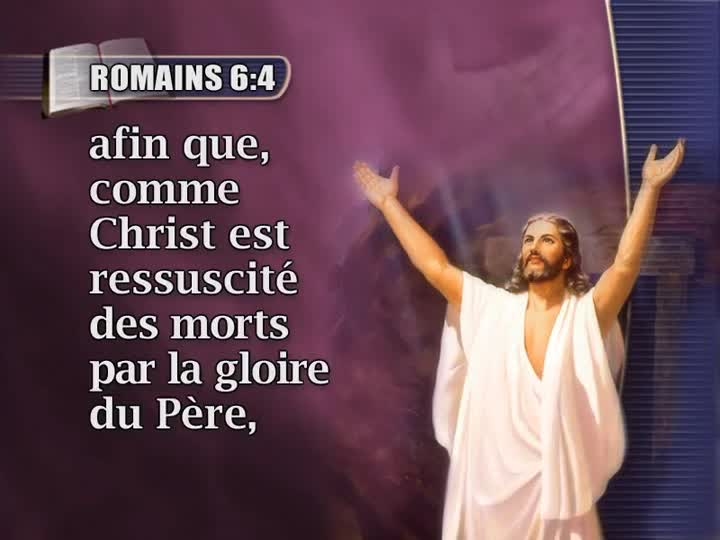 ROMAINS 6:4
afin que,
comme
Christ est
ressuscité
des morts
par la gloire
du Père,